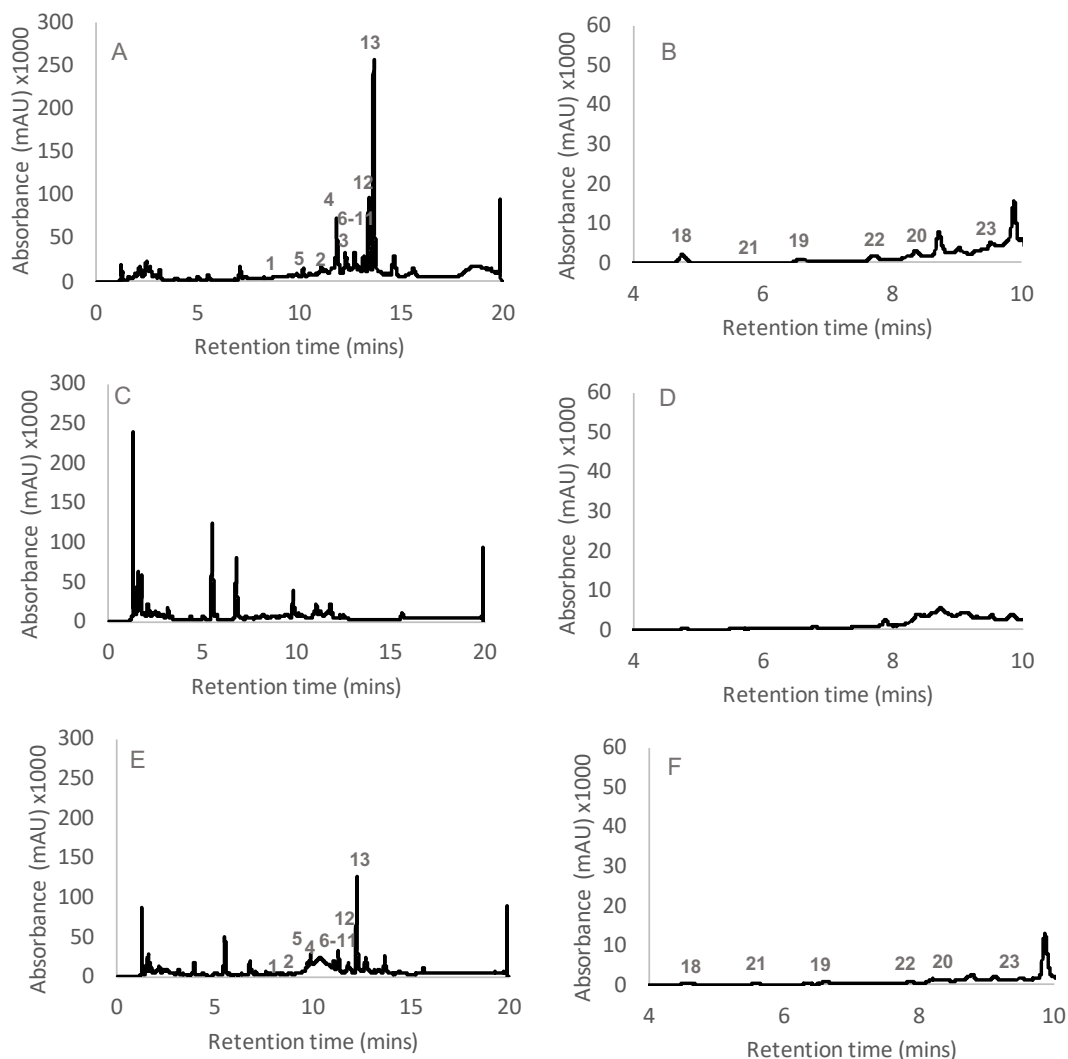 A
Absorbance (mAU) x1000
300
250
200
150
100
50
0
13
12
4
6-11
3
5
2
1
0 5 10 15 20
Retention time (mins)
B
Absorbance (mAU) x1000
60
50
40
30
20
10
0
18 21 19 22 20 23
4 6 8 10
Retention time (mins)
C
Absorbance (mAU) x1000
300
250
200
150
100
50
0
0 5 10 15 20
Retention time (mins)
D
Absorbnce (mAU) x1000
60
50
40
30
20
10
0
4 6 8 10
Retention time (mins)
E
Absorbance (mAU) x1000
300
250
200
150
100
50
0
13
12
5 4 6-11
1 2
0 5 10 15 20
Retention time (mins)
F
Absorbance (mAU) x1000
60
50
40
30
20
10
0
18 21 19 22 20 23
4 6 8 10
Retention time (mins)